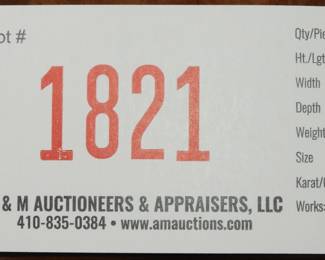 ot #
1821
& M AUCTIONEERS & APPRAISERS, LLC
410-835-0384 • www.amauctions.com
Qty/Pie
Ht./Lgt
Width
Depth
Weight
Size
Karat/
Works: